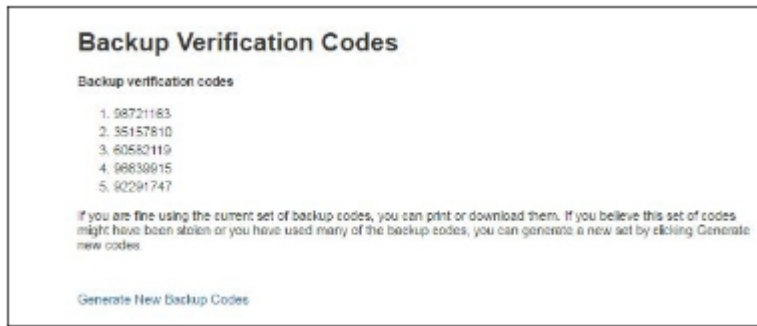 Backup Verification Codes
Backup verification codes
1. 98721163
2. 35157810
3. 60582119
4. 96839915
5. 92291747
If you are fine using the current set of backup codes, you can print or download them. If you believe this set of codes
might have been stolen or you have used many of the backup codes, you can generate a new set by clicking Generate
new codes.
Generate New Backup Codes